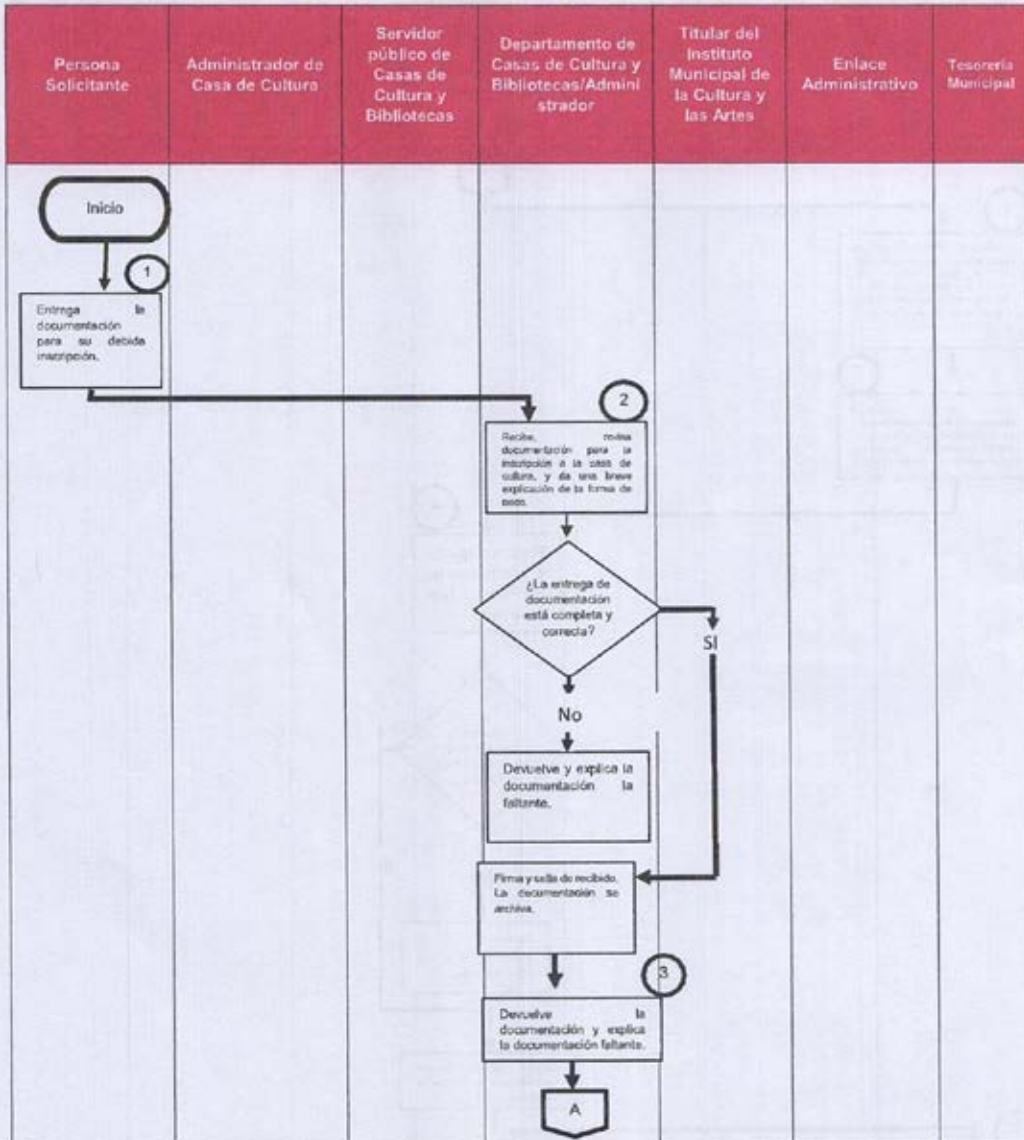 Persona
Solicitante
Administrador de
Casa de Cultura
Servidor
público de
Casas de
Cultura y
Bibliotecas
Departamento de
Casas de Cultura y
Bibliotecas/Admini
strador
Titular del
Instituto
Municipal de
la Cultura y
las Artes
Enlace
Administrativo
Tesorería
Municipal
Inicio
1
Entrega la
documentación
para su debida
inscripción.
2
Recibe, revisa
documentación para la
inscripción a la casa de
cultura, y da una breve
explicación de la forma de
¿La entrega de
documentación
está completa y
correcta?
SI
No
Devuelve y explica la
documentación la
faltante.
Firma y sella de recibido.
La documentación se
archiva.
3
Devuelve la
documentación y explica
la documentación faltante.
A